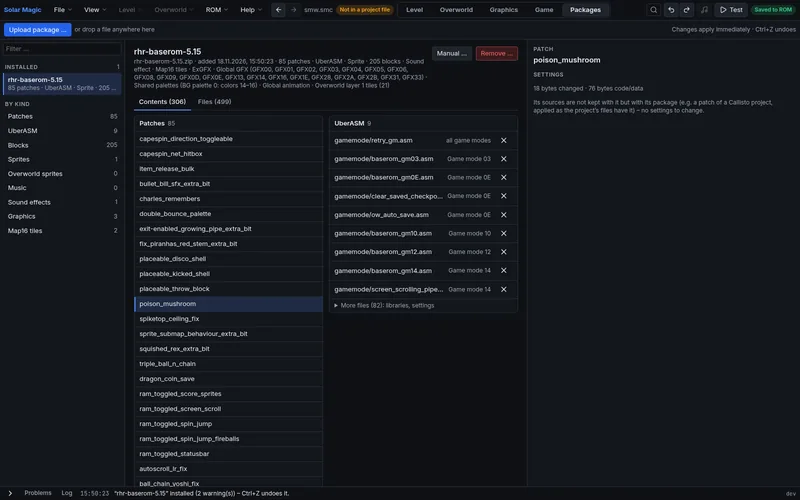 Solar Magic File View Level Overworld ROM Help smw.smc Not in a project file Level Overworld Graphics Game Packages Test Saved to ROM
Upload package ... or drop a file anywhere here Changes apply immediately · Ctrl+Z undoes
Filter ...
INSTALLED 1
rhr-baserom-5.15
85 patches · UberASM · Sprite · 205 ...
BY KIND
Patches 85
UberASM 9
Blocks 205
Sprites 1
Overworld sprites 0
Music 0
Sound effects 1
Graphics 3
Map16 tiles 2
rhr-baserom-5.15
rhr-baserom-5.15.zip · added 18.11.2026, 15:50:23 · 85 patches · UberASM · Sprite · 205 blocks · Sound
effect · Map16 tiles · ExGFX · Global GFX (GFX00, GFX01, GFX02, GFX03, GFX04, GFX05, GFX06,
GFX08, GFX09, GFX0D, GFX0E, GFX13, GFX14, GFX16, GFX1E, GFX28, GFX2A, GFX2B, GFX31, GFX33) ·
Shared palettes (BG palette 0: colors 14–16) · Global animation · Overworld layer 1 tiles (21)
Manual ... Remove ...
Contents (306) Files (499)
Patches 85
capespin_direction_toggleable
capespin_net_hitbox
item_release_bulk
bullet_bill_sfx_extra_bit
charles_remembers
double_bounce_palette
exit-enabled_growing_pipe_extra_bit
fix_piranhas_red_stem_extra_bit
placeable_disco_shell
placeable_kicked_shell
placeable_throw_block
poison_mushroom
spiketop_ceiling_fix
sprite_submap_behaviour_extra_bit
squished_rex_extra_bit
triple_ball_n_chain
dragon_coin_save
ram_toggled_score_sprites
ram_toggled_screen_scroll
ram_toggled_spin_jump
ram_toggled_spin_jump_fireballs
ram_toggled_statusbar
autoscroll_lr_fix
ball_chain_yoshi_fix
UberASM 9
gamemode/retry_gm.asm all game modes
gamemode/baserom_gm03.asm Game mode 03
gamemode/baserom_gm0E.asm Game mode 0E
gamemode/clear_saved_checkpo... Game mode 0E
gamemode/ow_auto_save.asm Game mode 0E
gamemode/baserom_gm10.asm Game mode 10
gamemode/baserom_gm12.asm Game mode 12
gamemode/baserom_gm14.asm Game mode 14
gamemode/screen_scrolling_pipe... Game mode 14
More files (82): libraries, settings
PATCH
poison_mushroom
SETTINGS
18 bytes changed · 76 bytes code/data
Its sources are not kept with it but with its package (e.g. a patch of a Callisto project,
applied as the project's files have it) – no settings to change.
Problems Log 15:50:23 "rhr-baserom-5.15" installed (2 warning(s)) – Ctrl+Z undoes it. dev